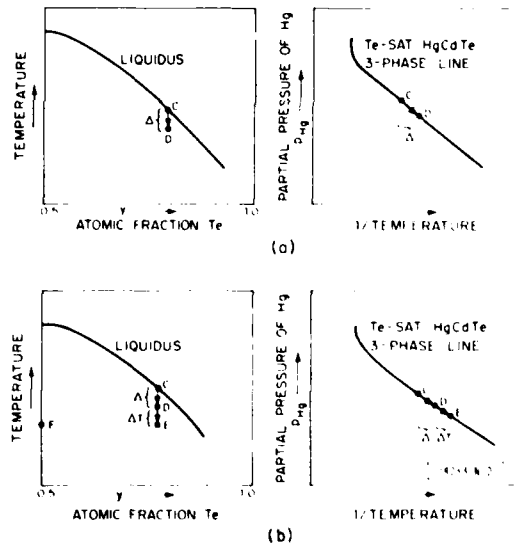 TEMPERATURE
LIQUIDUS
C
Δ
D
0.5
y
1.0
ATOMIC FRACTION Te
PARTIAL PRESSURE OF Hg
P Hg
Te-SAT HgCdTe
3-PHASE LINE
C
D
Δ
1/TEMPERATURE
(a)
TEMPERATURE
LIQUIDUS
C
Δ
D
ΔT
E
F
0.5
y
1.0
ATOMIC FRACTION Te
PARTIAL PRESSURE OF Hg
P Hg
Te-SAT HgCdTe
3-PHASE LINE
C
D
E
Δ ΔT
1/TEMPERATURE
(b)